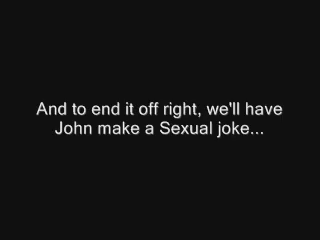 And to end it off right, we'll have
John make a Sexual joke...